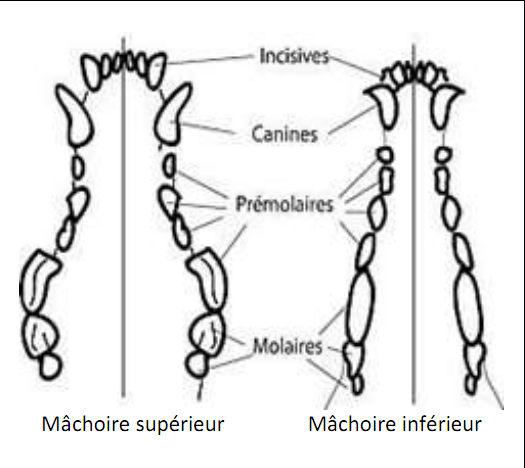 Incisives
Canines
Prémolaires
Molaires
Mâchoire supérieur
Mâchoire inférieur